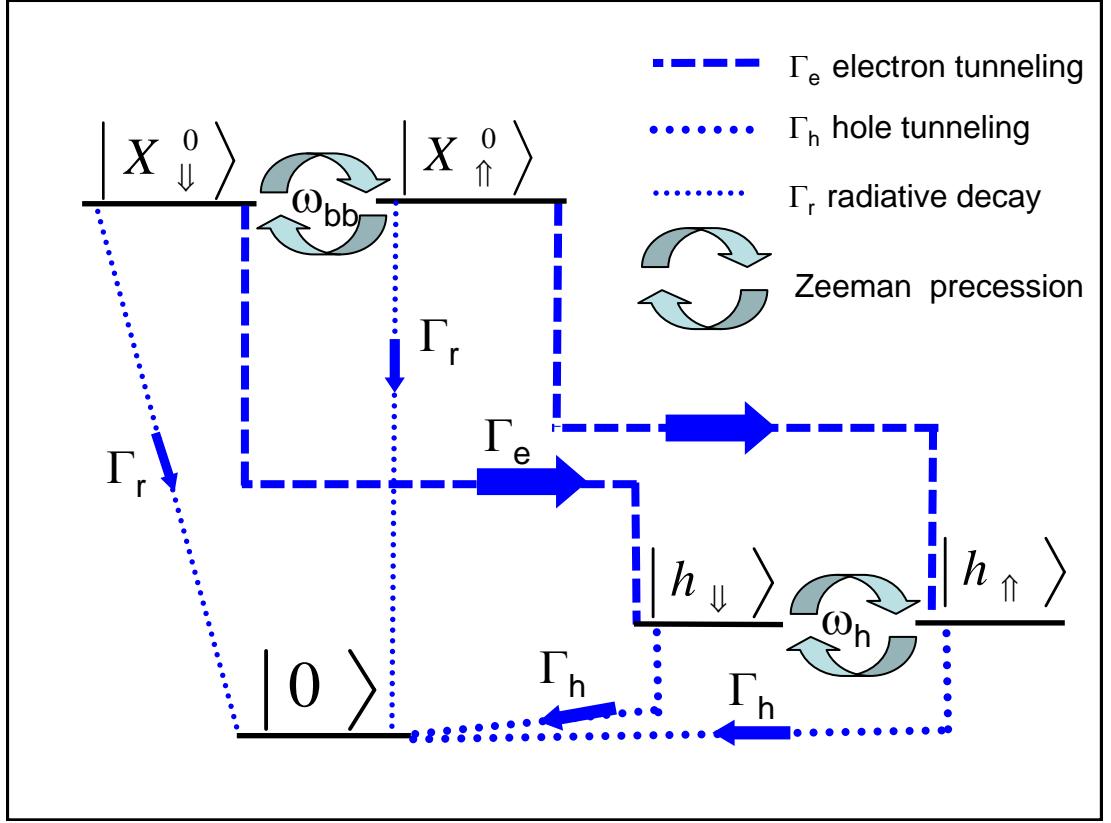 Γe electron tunneling
Γh hole tunneling
Γr radiative decay
Zeeman precession
|X⇓⁰⟩
|X⇑⁰⟩
ωbb
Γr
Γr
Γe
|h⇓⟩
|h⇑⟩
ωh
|0⟩
Γh
Γh